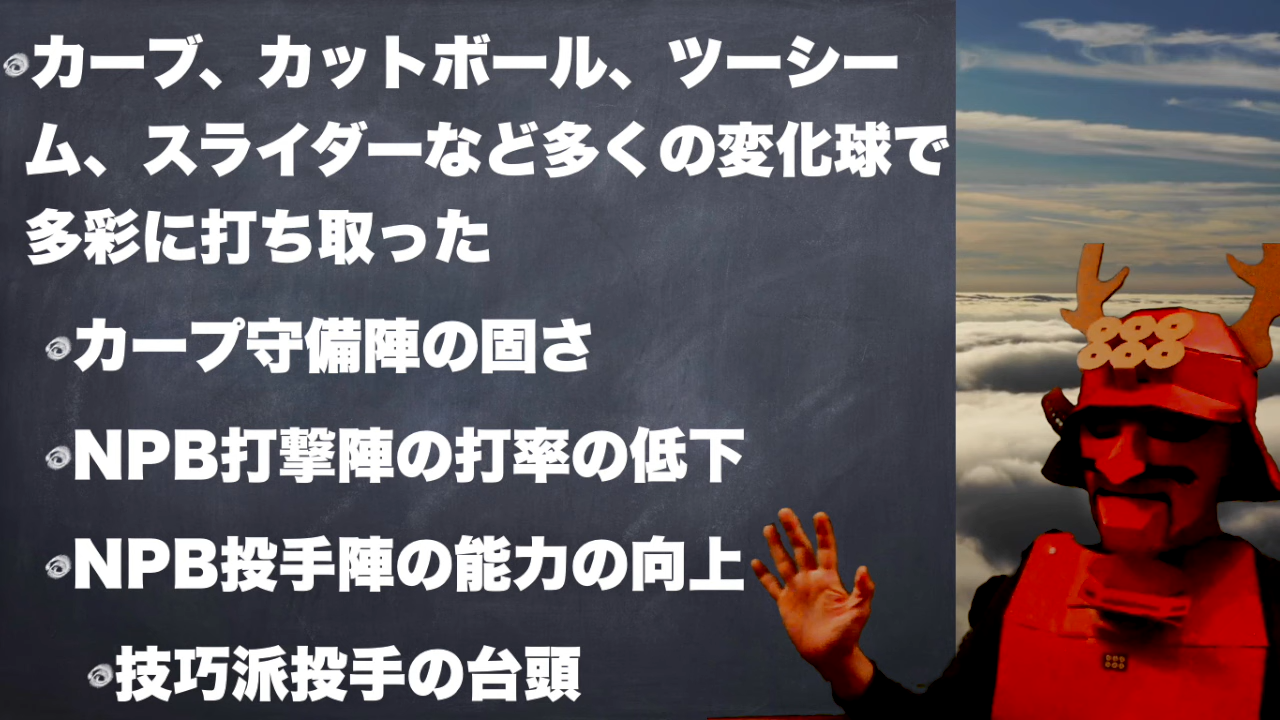 カーブ、カットボール、ツーシー
ム、スライダーなど多くの変化球で
多彩に打ち取った
カープ守備陣の固さ
NPB打撃陣の打率の低下
NPB投手陣の能力の向上
技巧派投手の台頭